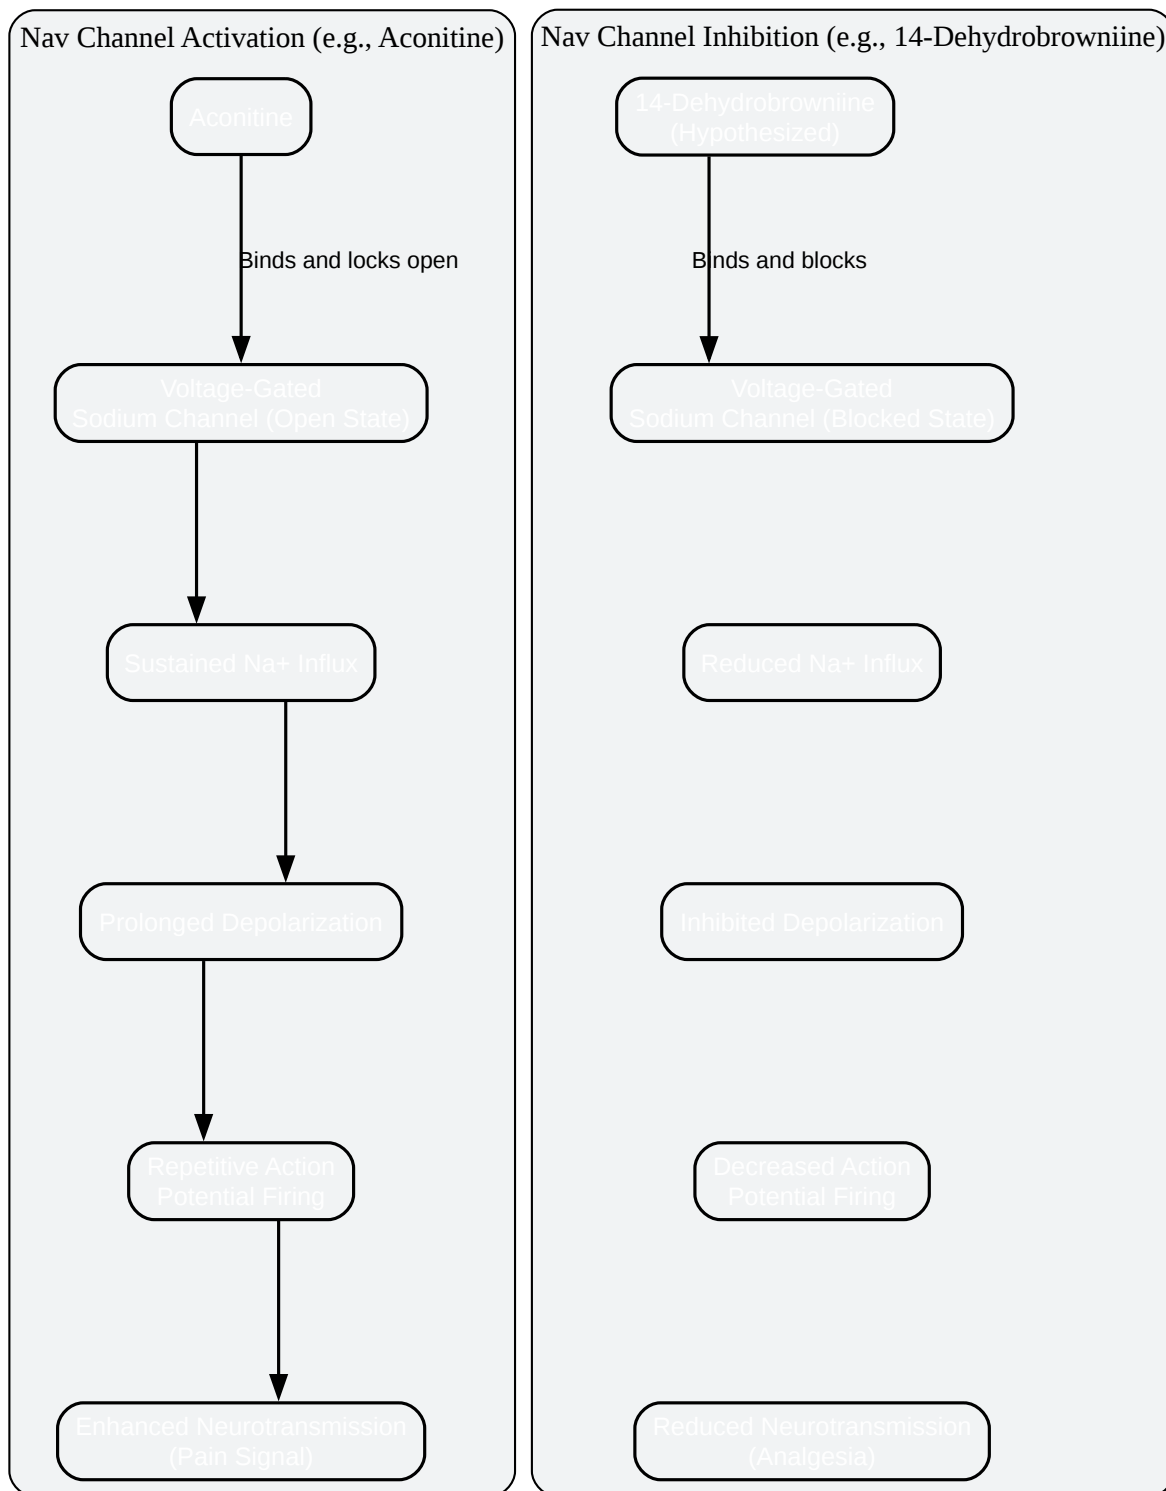 Nav Channel Activation (e.g., Aconitine)
Aconitine
Binds and locks open
Voltage-Gated
Sodium Channel (Open State)
Sustained Na+ Influx
Prolonged Depolarization
Repetitive Action
Potential Firing
Enhanced Neurotransmission
(Pain Signal)
Nav Channel Inhibition (e.g., 14-Dehydrobrowniine)
14-Dehydrobrowniine
(Hypothesized)
Binds and blocks
Voltage-Gated
Sodium Channel (Blocked State)
Reduced Na+ Influx
Inhibited Depolarization
Decreased Action
Potential Firing
Reduced Neurotransmission
(Analgesia)